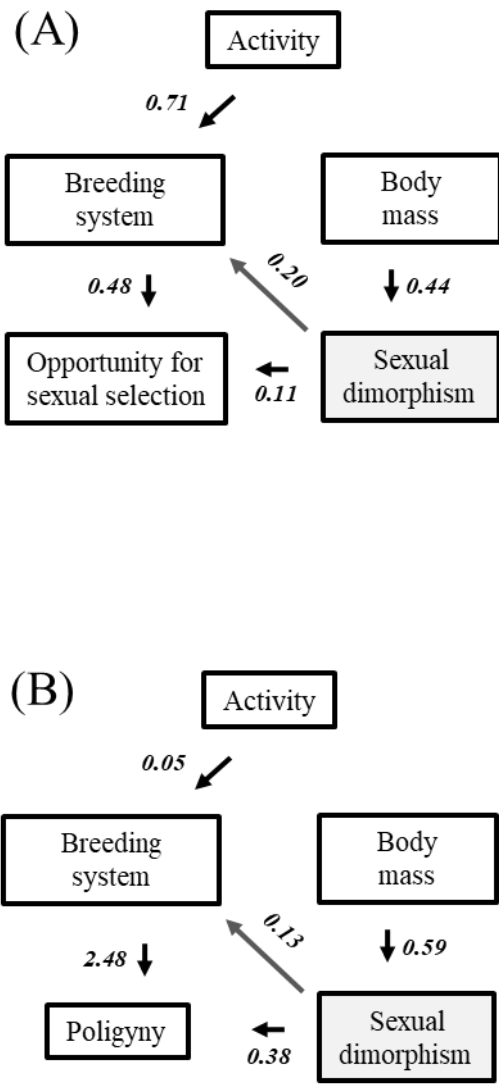 (A)
Activity
0.71
Breeding
system
Body
mass
0.20
0.48
0.44
Opportunity for
sexual selection
0.11
Sexual
dimorphism
(B)
Activity
0.05
Breeding
system
Body
mass
0.13
2.48
0.59
Poligyny
0.38
Sexual
dimorphism